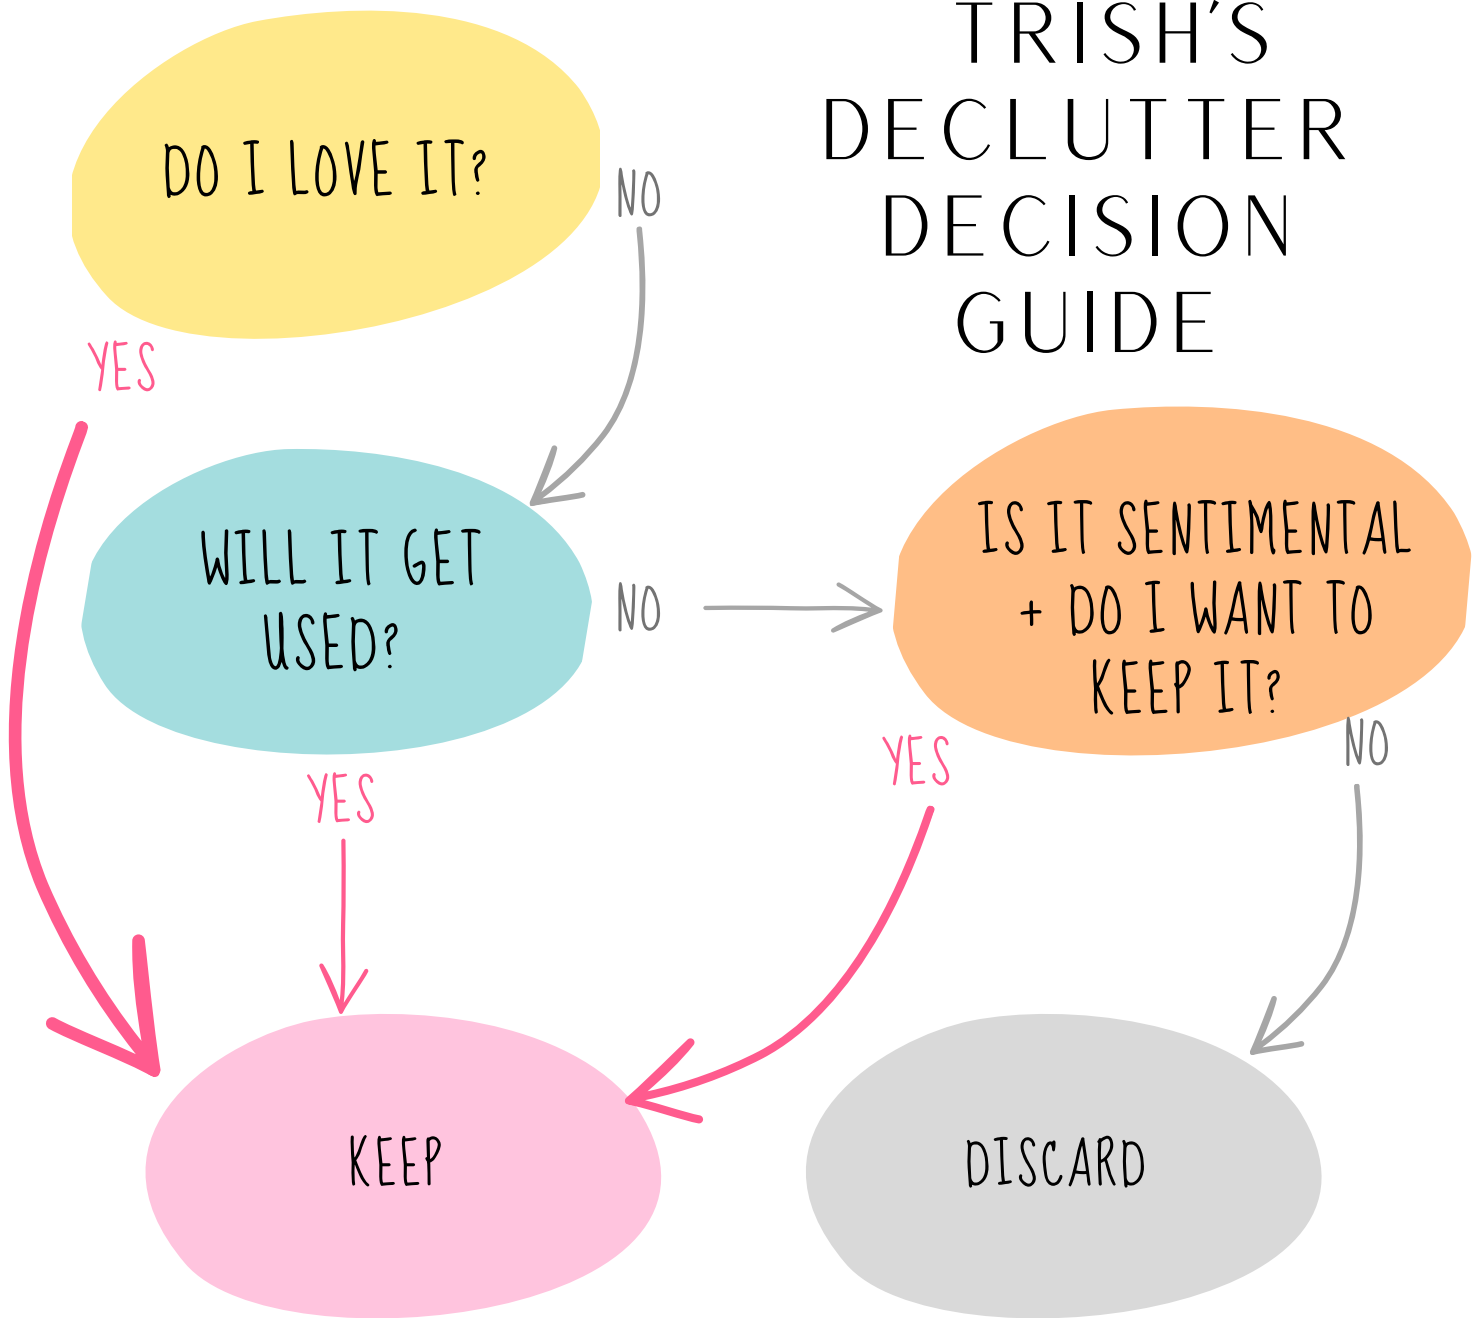 TRISH'S
DECLUTTER
DECISION
GUIDE
DO I LOVE IT?
NO
YES
WILL IT GET
USED?
NO
YES
IS IT SENTIMENTAL
+ DO I WANT TO
KEEP IT?
YES
NO
KEEP
DISCARD